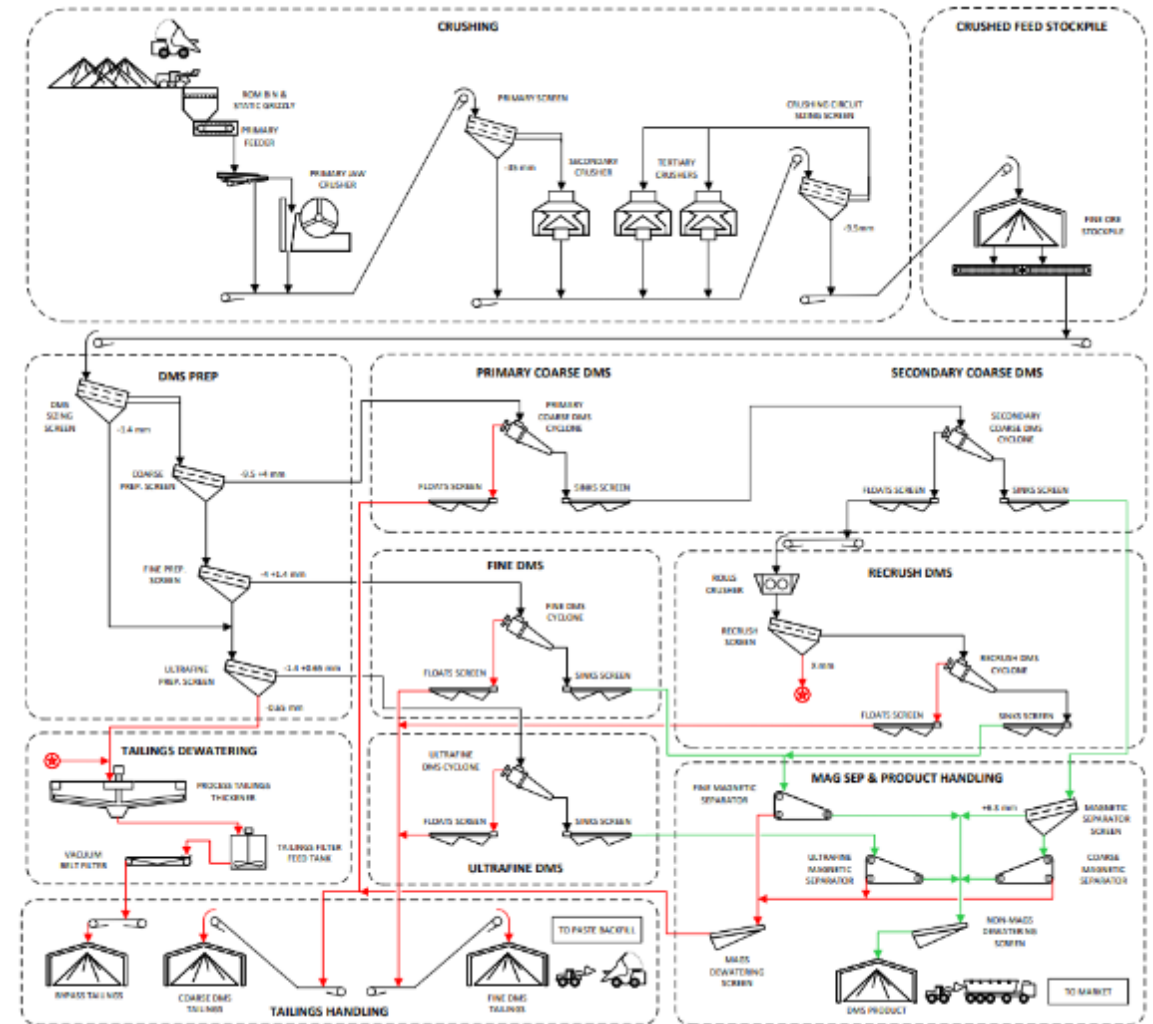 CRUSHING
CRUSHED FEED STOCKPILE
ROM BIN &
STATIC GRIZZLY
PRIMARY
FEEDER
PRIMARY JAW
CRUSHER
PRIMARY SCREEN
SECONDARY
CRUSHER
TERTIARY
CRUSHERS
CRUSHING CIRCUIT
SIZING SCREEN
-9.5mm
FINE ORE
STOCKPILE
DMS PREP
DMS
SIZING
SCREEN
COARSE
PREP. SCREEN
-9.5 +4 mm
FINE PREP.
SCREEN
-4 +1.4 mm
ULTRAFINE
PREP. SCREEN
-1.4 +0.65 mm
-0.65 mm
PRIMARY COARSE DMS
PRIMARY
COARSE DMS
CYCLONE
FLOATS SCREEN
SINKS SCREEN
SECONDARY COARSE DMS
SECONDARY
COARSE DMS
CYCLONE
FLOATS SCREEN
SINKS SCREEN
FINE DMS
FINE DMS
CYCLONE
FLOATS SCREEN
SINKS SCREEN
RECRUSH DMS
ROLLS
CRUSHER
RECRUSH
SCREEN
RECRUSH DMS
CYCLONE
FLOATS SCREEN
SINKS SCREEN
TAILINGS DEWATERING
PROCESS TAILINGS
THICKENER
TAILINGS FILTER
FEED TANK
VACUUM
BELT FILTER
ULTRAFINE
DMS CYCLONE
FLOATS SCREEN
SINKS SCREEN
ULTRAFINE DMS
MAG SEP & PRODUCT HANDLING
FINE MAGNETIC
SEPARATOR
MAGNETIC
SEPARATOR
SCREEN
ULTRAFINE
MAGNETIC
SEPARATOR
COARSE
MAGNETIC
SEPARATOR
MAGS
DEWATERING
SCREEN
NON-MAGS
DEWATERING
SCREEN
DMS PRODUCT
TO MARKET
BYPASS TAILINGS
COARSE DMS
TAILINGS
TAILINGS HANDLING
FINE DMS
TAILINGS
TO PASTE BACKFILL